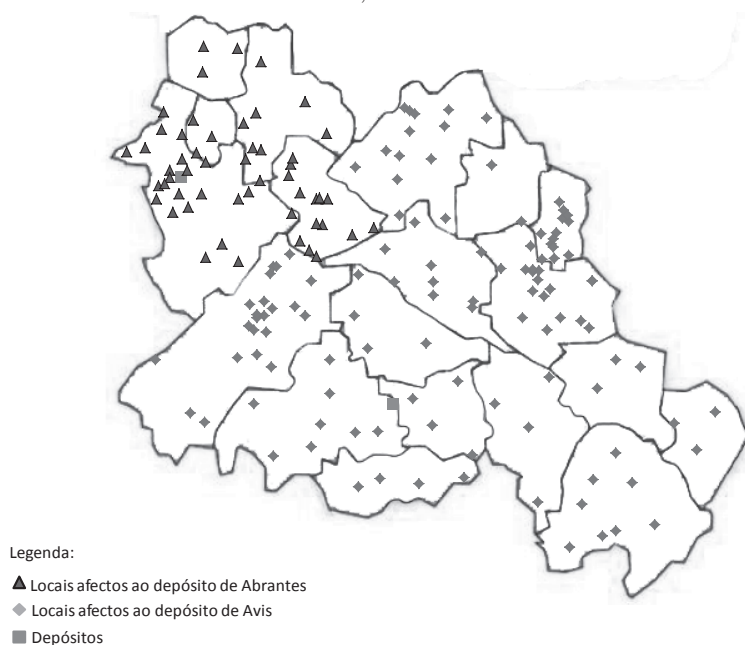 Legenda:
Locais afectos ao depósito de Abrantes
Locais afectos ao depósito de Avis
Depósitos